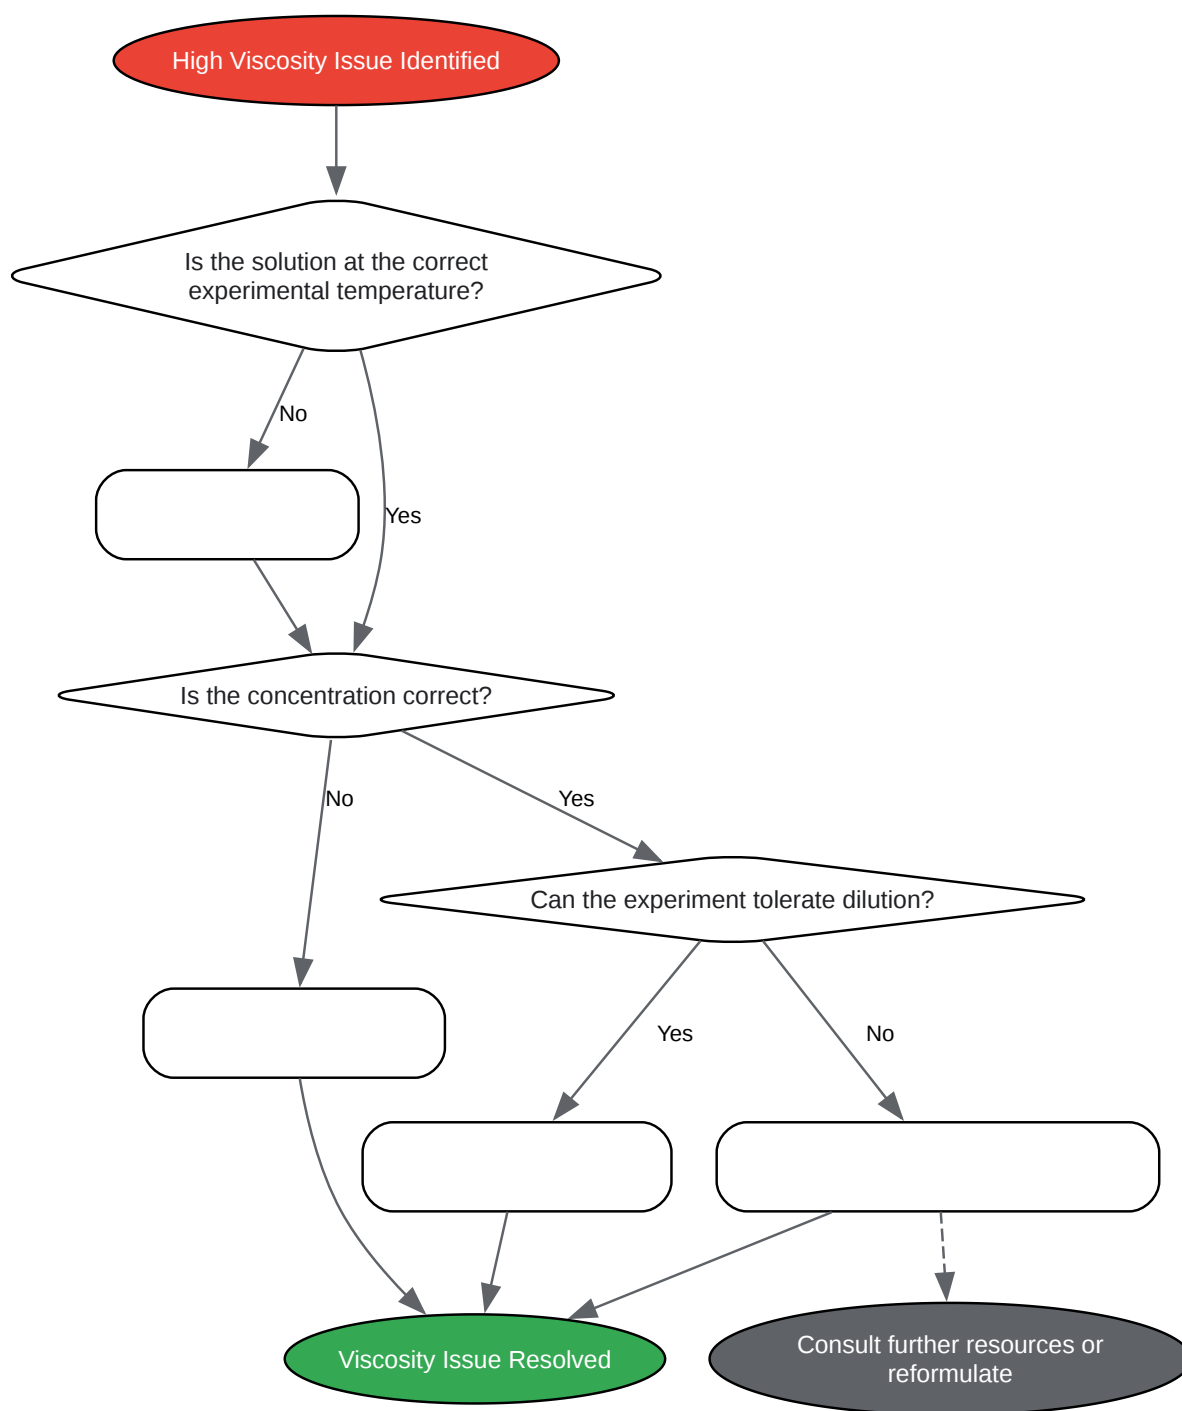 High Viscosity Issue Identified
Is the solution at the correct
experimental temperature?
No
Yes
Is the concentration correct?
No
Yes
Can the experiment tolerate dilution?
Yes
No
Viscosity Issue Resolved
Consult further resources or
reformulate